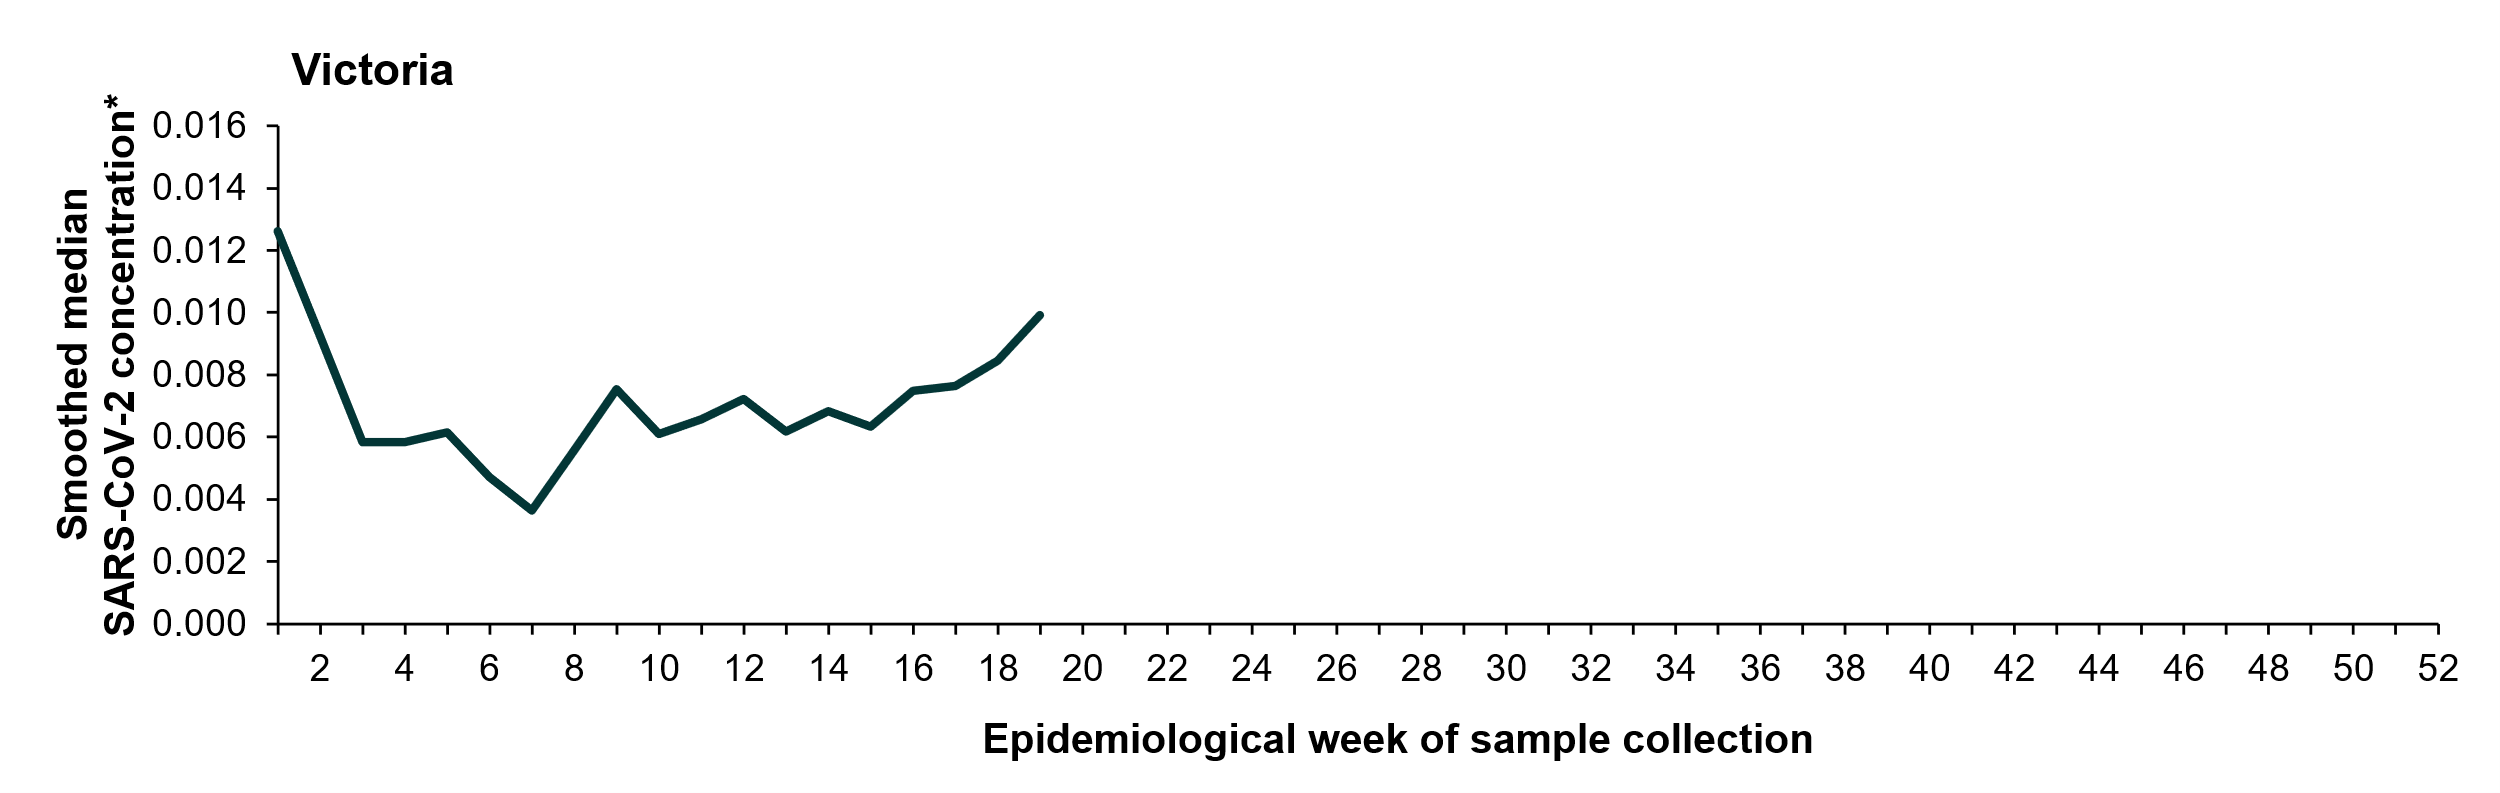 Victoria
Smoothed median
SARS-CoV-2 concentration*
0.016
0.014
0.012
0.010
0.008
0.006
0.004
0.002
0.000
2 4 6 8 10 12 14 16 18 20 22 24 26 28 30 32 34 36 38 40 42 44 46 48 50 52
Epidemiological week of sample collection